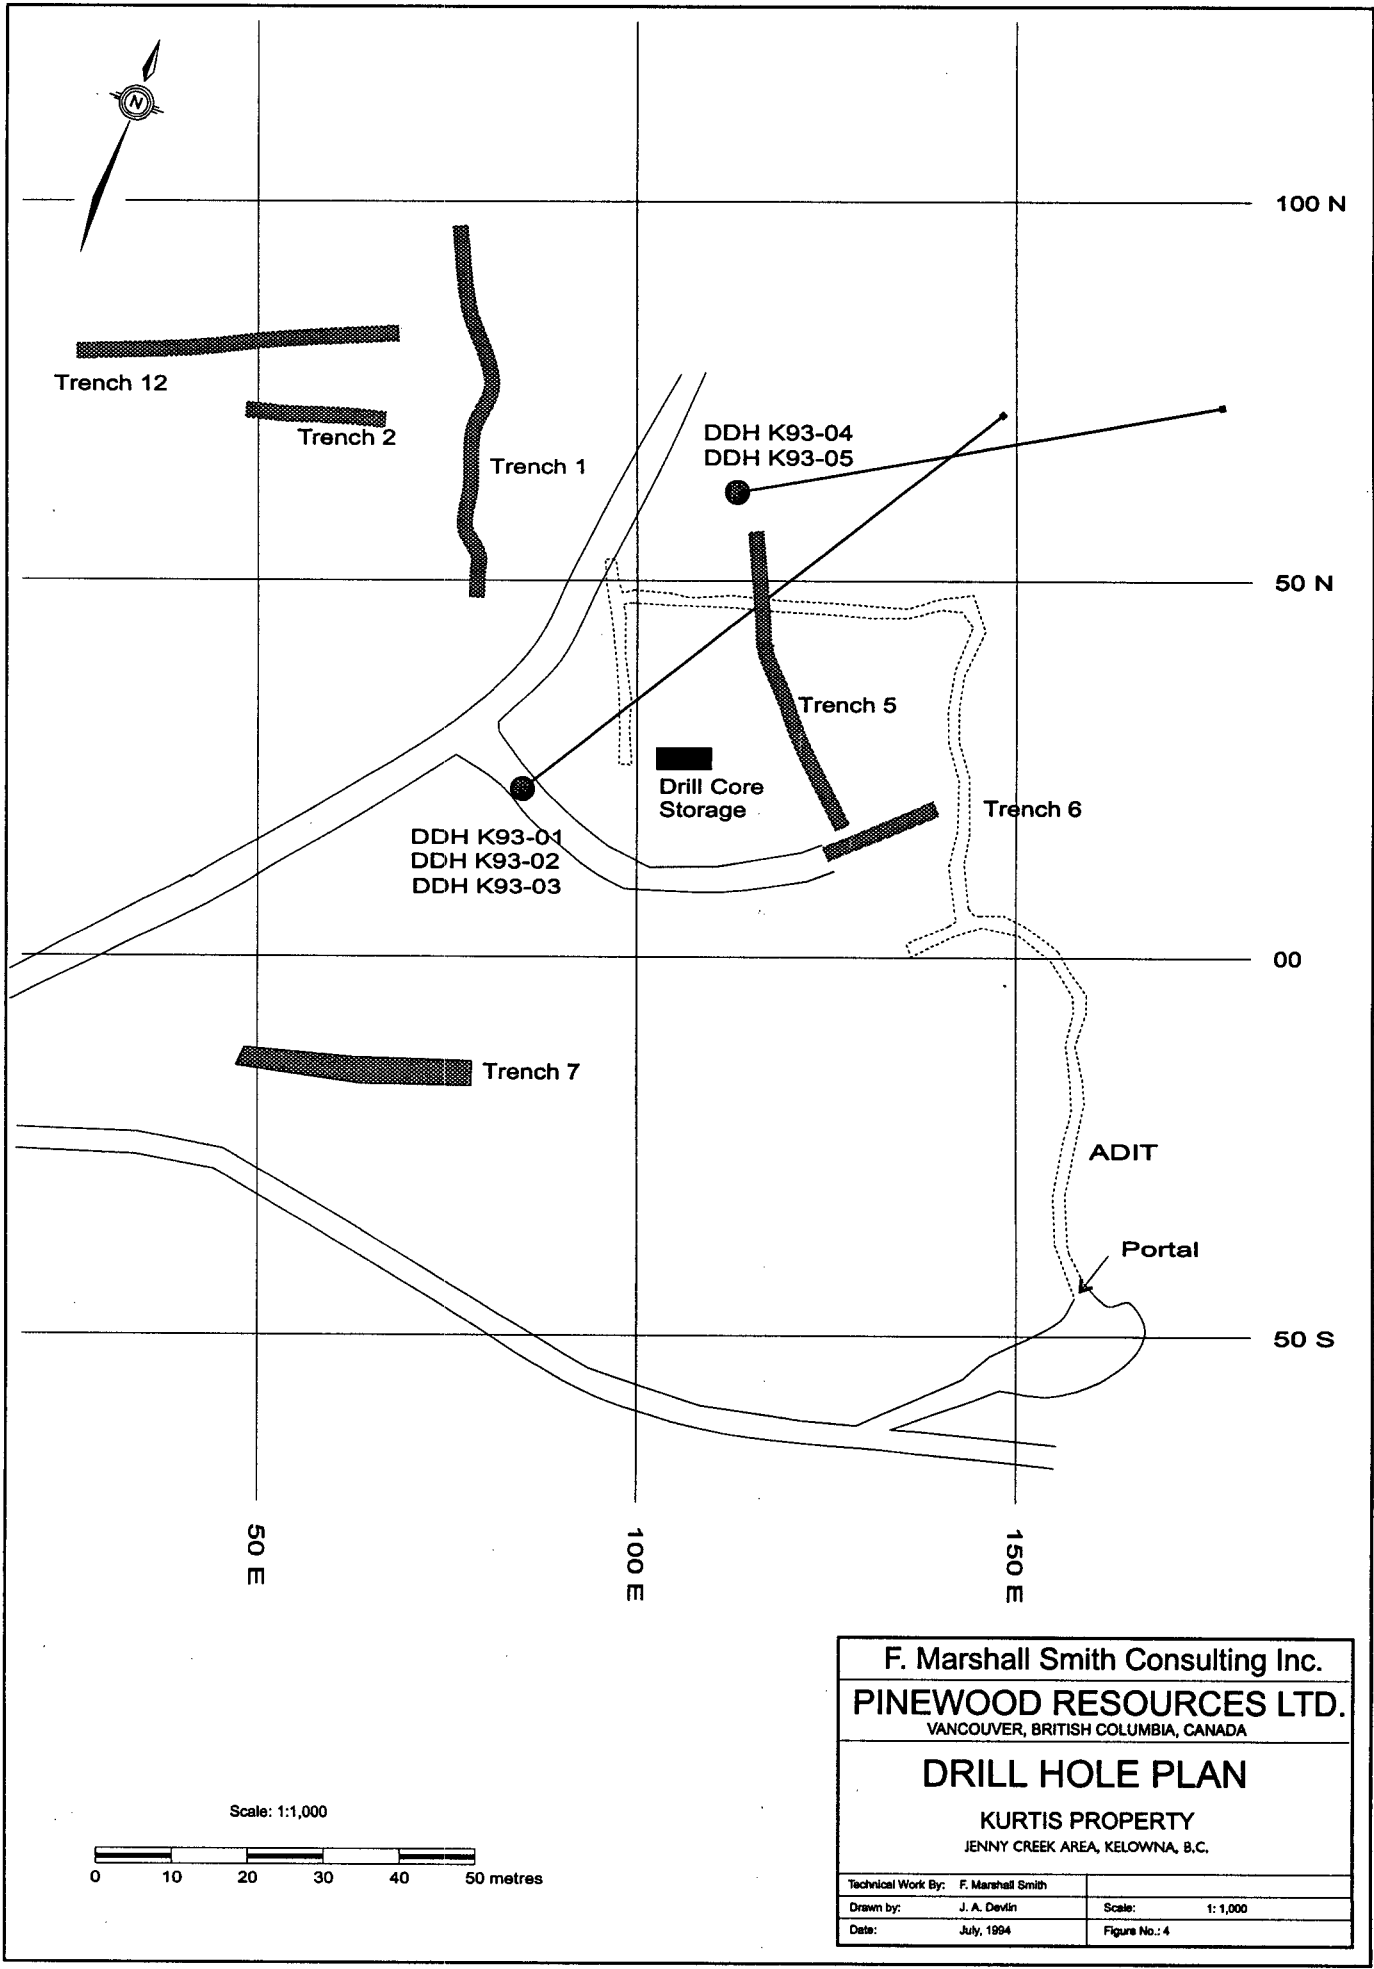 N
100 N
Trench 12
Trench 2
Trench 1
DDH K93-04
DDH K93-05
50 N
Trench 5
Drill Core
Storage
Trench 6
DDH K93-01
DDH K93-02
DDH K93-03
00
Trench 7
ADIT
Portal
50 S
50 E
100 E
150 E
F. Marshall Smith Consulting Inc.
PINEWOOD RESOURCES LTD.
VANCOUVER, BRITISH COLUMBIA, CANADA
DRILL HOLE PLAN
KURTIS PROPERTY
JENNY CREEK AREA, KELOWNA, B.C.
Technical Work By: F. Marshall Smith
Drawn by: J. A. Devlin Scale: 1: 1,000
Date: July, 1994 Figure No.: 4
Scale: 1:1,000
0 10 20 30 40 50 metres